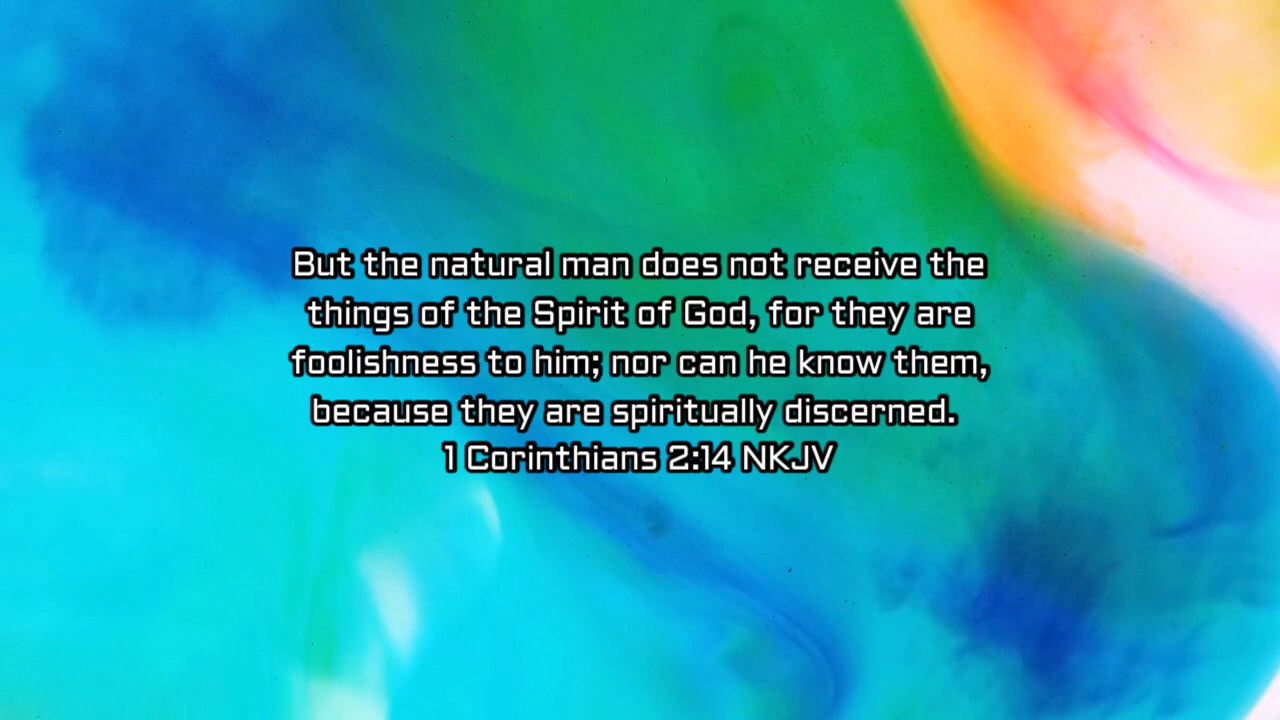 But the natural man does not receive the
things of the Spirit of God, for they are
foolishness to him; nor can he know them,
because they are spiritually discerned.
1 Corinthians 2:14 NKJV